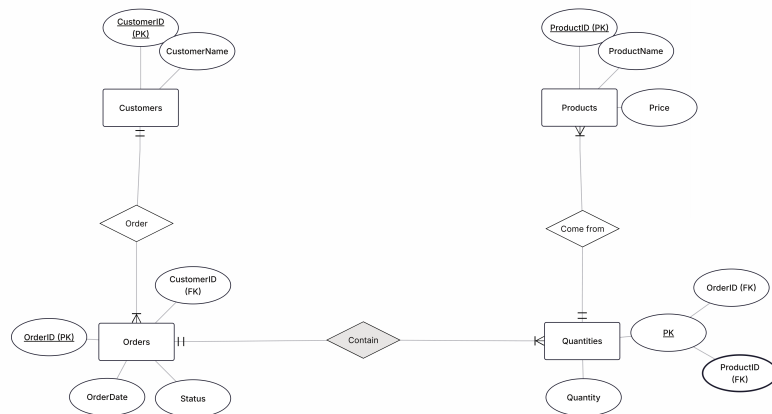 CustomerID
(PK)
CustomerName
Customers
ProductID (PK)
ProductName
Products
Price
Order
Come from
CustomerID
(FK)
OrderID (FK)
OrderID (PK)
Orders
Contain
Quantities
PK
ProductID
(FK)
OrderDate
Status
Quantity